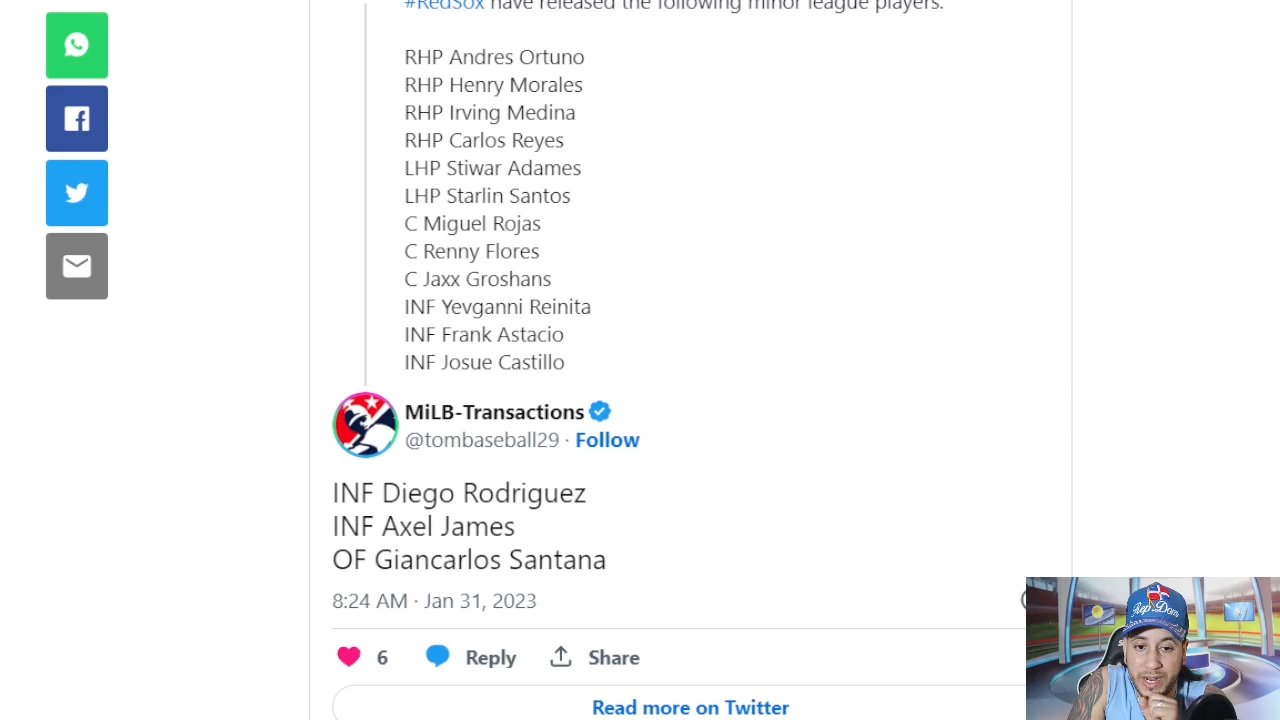 #RedSox have released the following minor league players.
RHP Andres Ortuno
RHP Henry Morales
RHP Irving Medina
RHP Carlos Reyes
LHP Stiwar Adames
LHP Starlin Santos
C Miguel Rojas
C Renny Flores
C Jaxx Groshans
INF Yevganni Reinita
INF Frank Astacio
INF Josue Castillo
MiLB-Transactions
@tombaseball29 · Follow
INF Diego Rodriguez
INF Axel James
OF Giancarlos Santana
8:24 AM · Jan 31, 2023
6 Reply Share
Read more on Twitter
Rep Dom